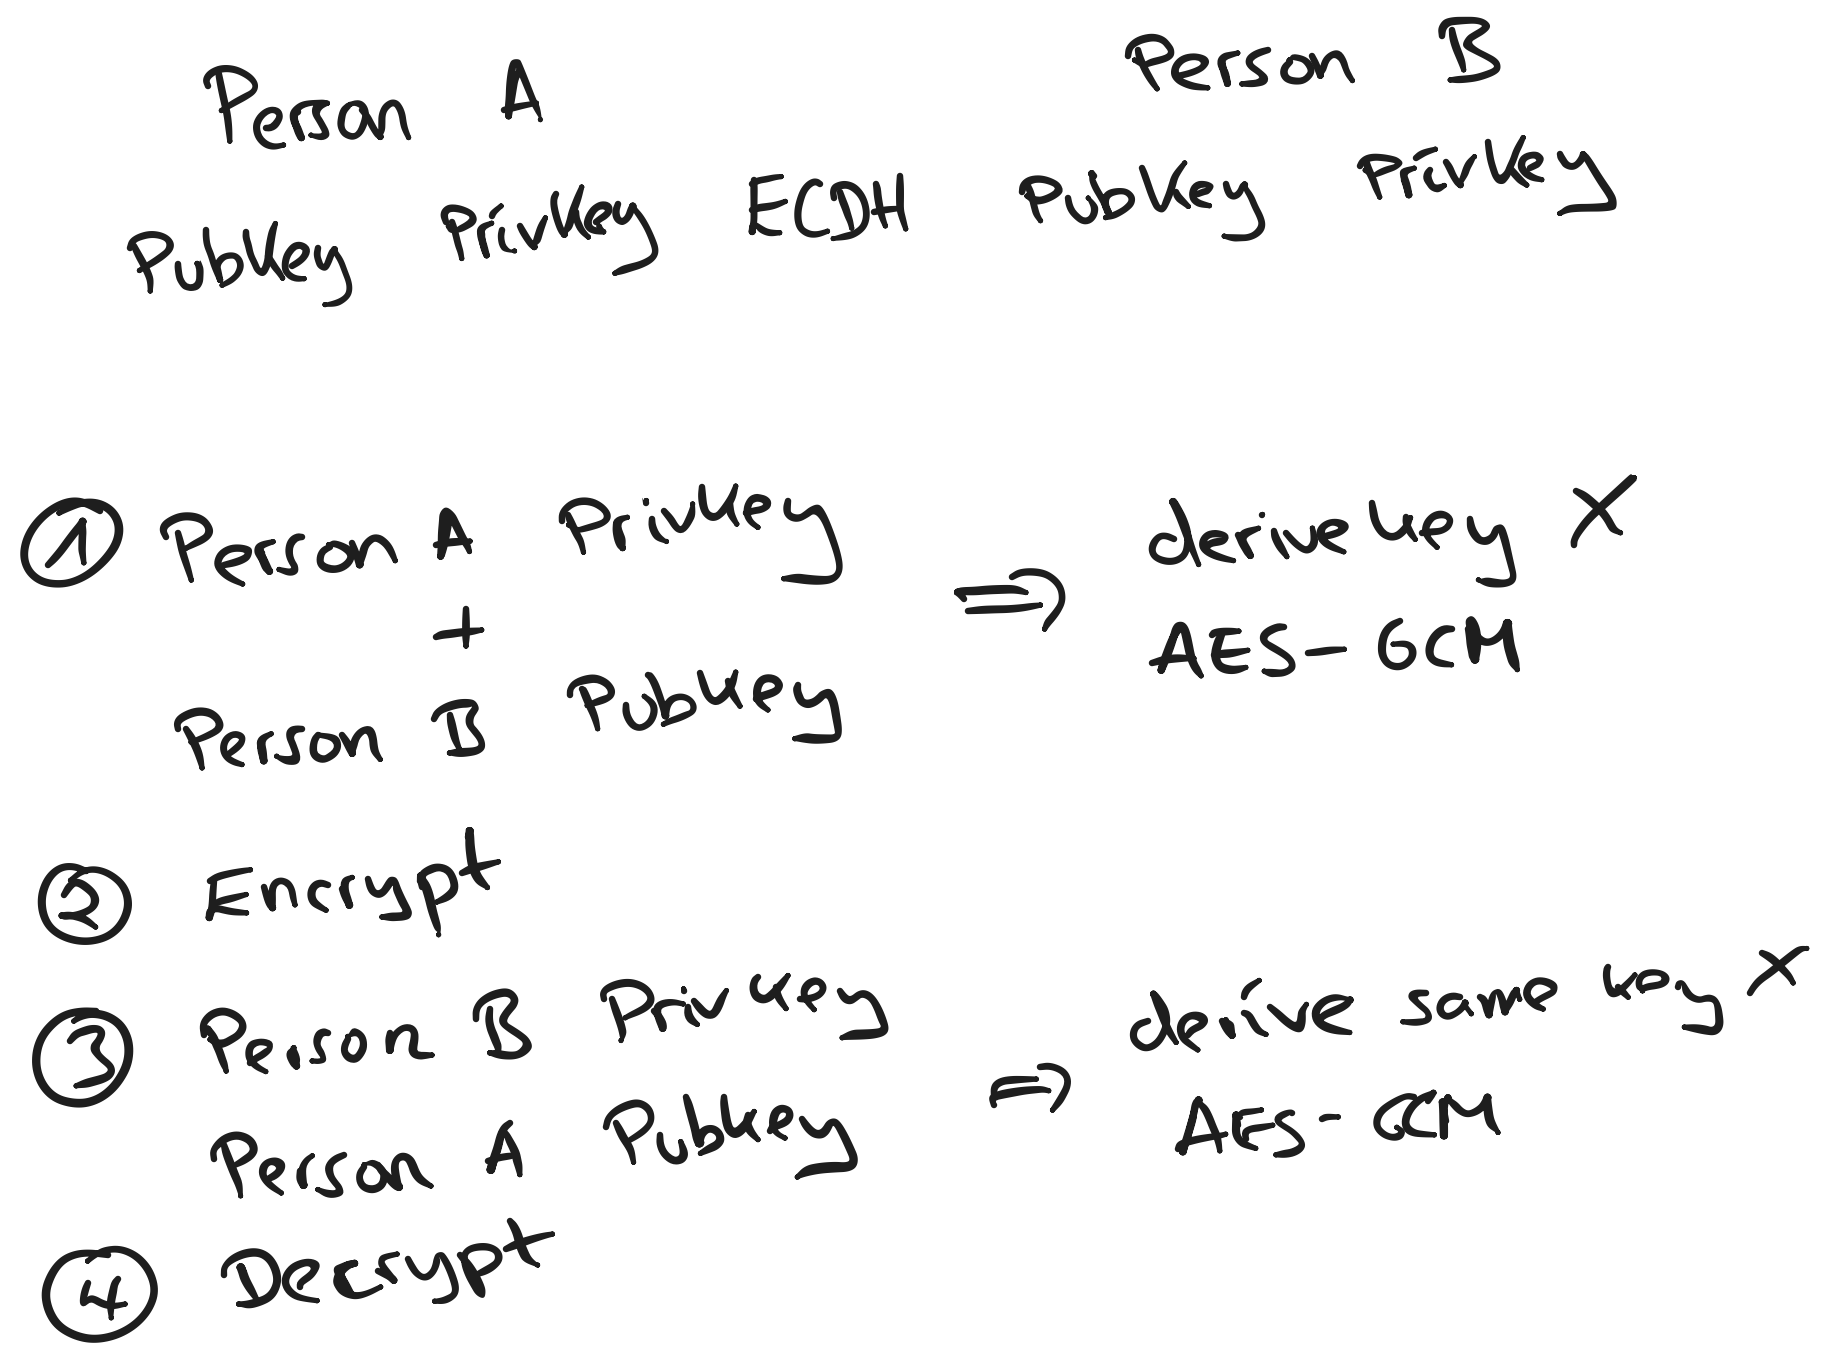 Person A
Person B
PubKey PrivKey ECDH PubKey PrivKey
① Person A Privkey
+
Person B Pubkey
⇒ derive key X
AES-GCM
② Encrypt
③ Person B Privkey
Person A Pubkey
⇒ derive same key X
AES-GCM
④ Decrypt